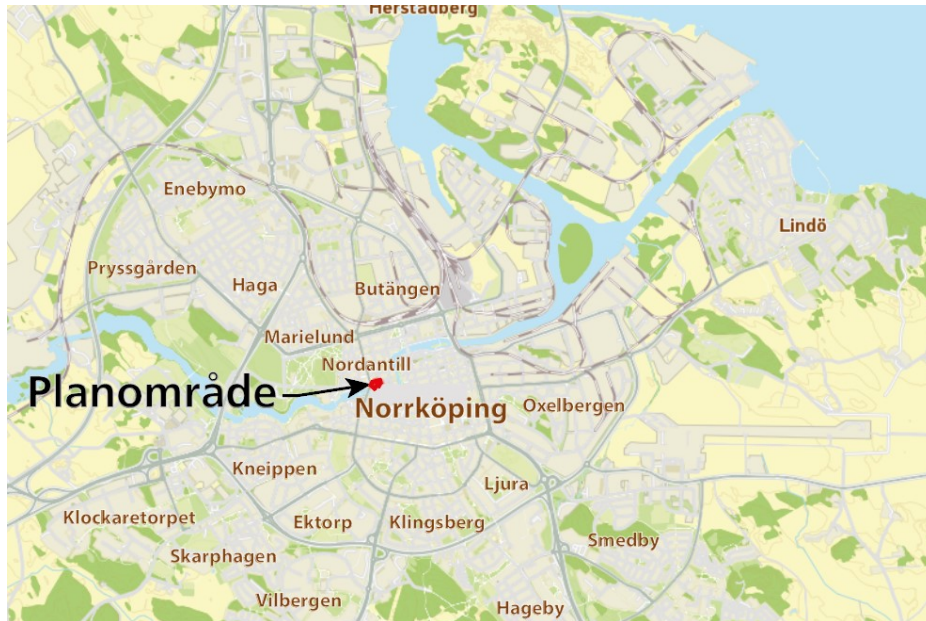 Herstadberg
Enebymo
Lindö
Pryssgården
Haga
Butängen
Marielund
Nordantill
Planområde
Norrköping
Oxelbergen
Kneippen
Ljura
Klockaretorpet
Ektorp
Klingsberg
Skarphagen
Smedby
Vilbergen
Hageby